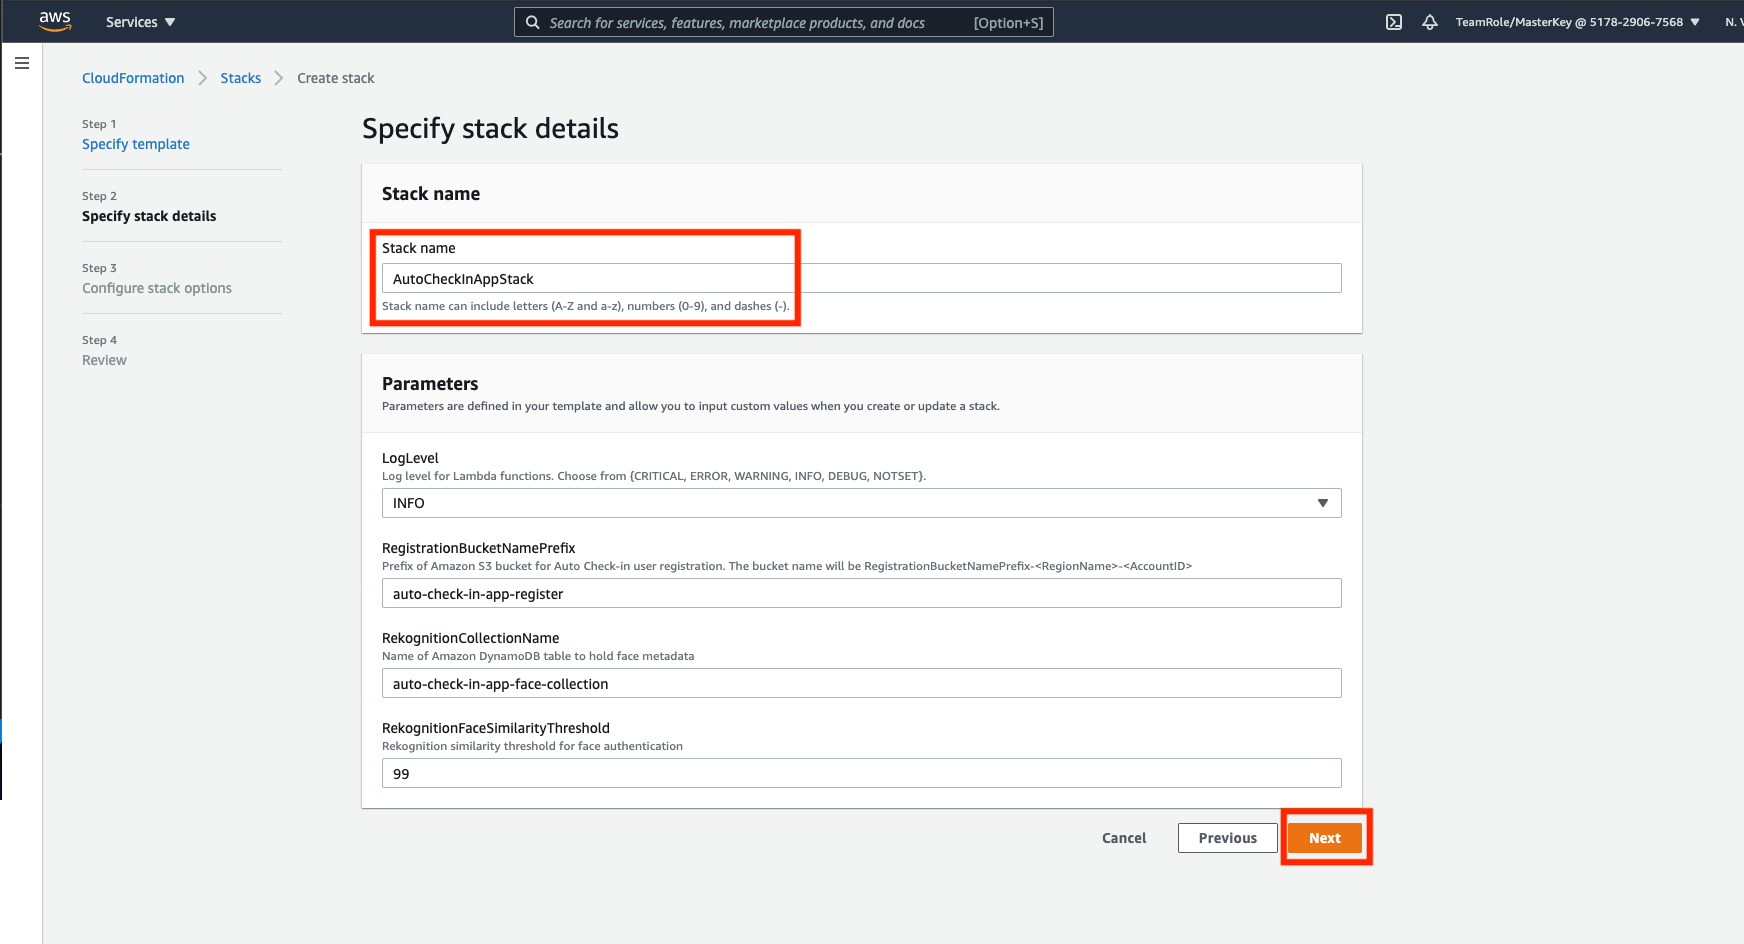 aws Services Search for services, features, marketplace products, and docs [Option+S] TeamRole/MasterKey @ 5178-2906-7568 N.
CloudFormation Stacks Create stack
Step 1
Specify template
Step 2
Specify stack details
Step 3
Configure stack options
Step 4
Review
Specify stack details
Stack name
Stack name
AutoCheckInAppStack
Stack name can include letters (A-Z and a-z), numbers (0-9), and dashes (-).
Parameters
Parameters are defined in your template and allow you to input custom values when you create or update a stack.
LogLevel
Log level for Lambda functions. Choose from {CRITICAL, ERROR, WARNING, INFO, DEBUG, NOTSET}.
INFO
RegistrationBucketNamePrefix
Prefix of Amazon S3 bucket for Auto Check-in user registration. The bucket name will be RegistrationBucketNamePrefix-<RegionName>-<AccountID>
auto-check-in-app-register
RekognitionCollectionName
Name of Amazon DynamoDB table to hold face metadata
auto-check-in-app-face-collection
RekognitionFaceSimilarityThreshold
Rekognition similarity threshold for face authentication
99
Cancel Previous Next